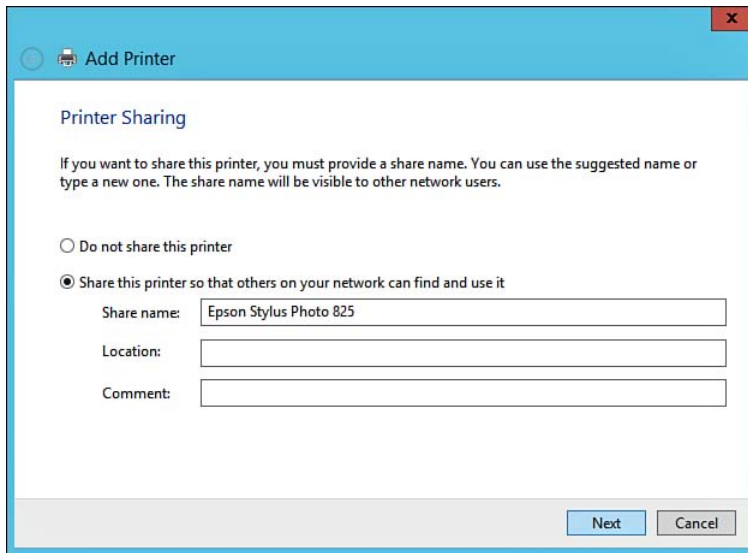 X
Add Printer
Printer Sharing
If you want to share this printer, you must provide a share name. You can use the suggested name or
type a new one. The share name will be visible to other network users.
Do not share this printer
Share this printer so that others on your network can find and use it
Share name: Epson Stylus Photo 825
Location:
Comment:
Next Cancel